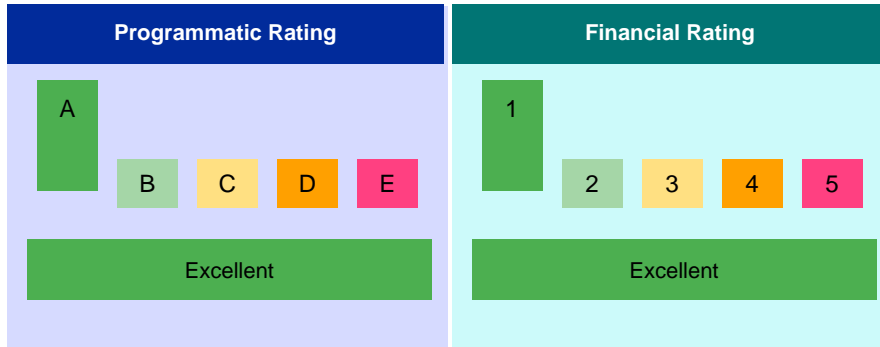 Programmatic Rating
A
B C D E
Excellent
Financial Rating
1
2 3 4 5
Excellent